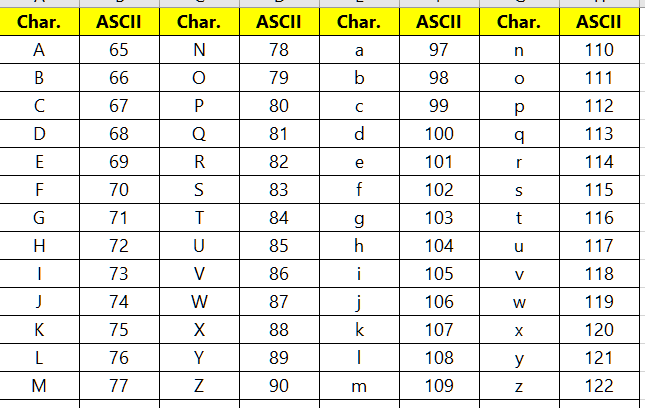 Char. ASCII Char. ASCII Char. ASCII Char. ASCII
A 65 N 78 a 97 n 110
B 66 O 79 b 98 o 111
C 67 P 80 c 99 p 112
D 68 Q 81 d 100 q 113
E 69 R 82 e 101 r 114
F 70 S 83 f 102 s 115
G 71 T 84 g 103 t 116
H 72 U 85 h 104 u 117
I 73 V 86 i 105 v 118
J 74 W 87 j 106 w 119
K 75 X 88 k 107 x 120
L 76 Y 89 l 108 y 121
M 77 Z 90 m 109 z 122